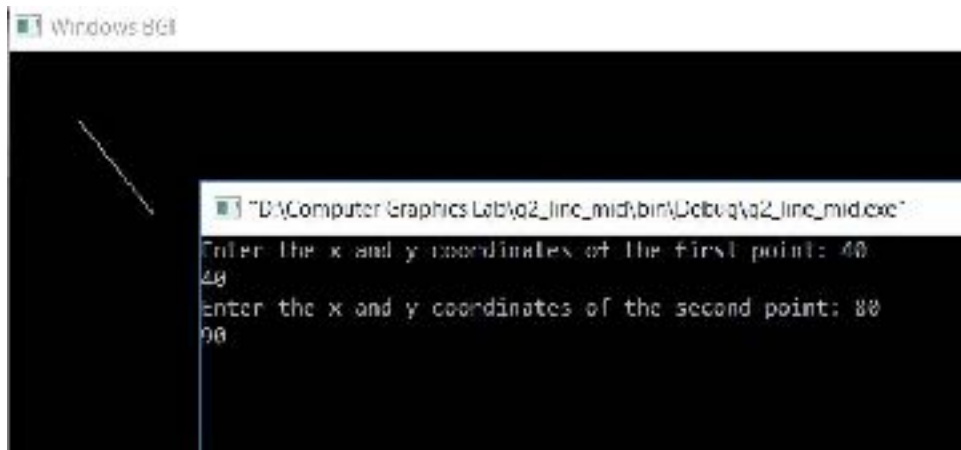 Windows BGI
"D:\Computer Graphics Lab\q2_line_mid\bin\Debug\q2_line_mid.exe"
Enter the x and y coordinates of the first point: 40
40
Enter the x and y coordinates of the second point: 80
90